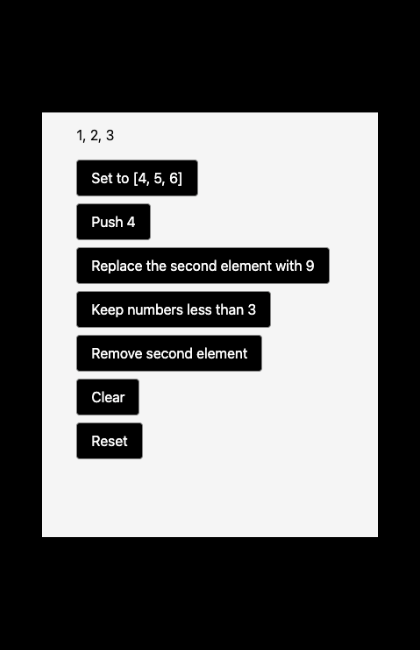 1, 2, 3
Set to [4, 5, 6]
Push 4
Replace the second element with 9
Keep numbers less than 3
Remove second element
Clear
Reset